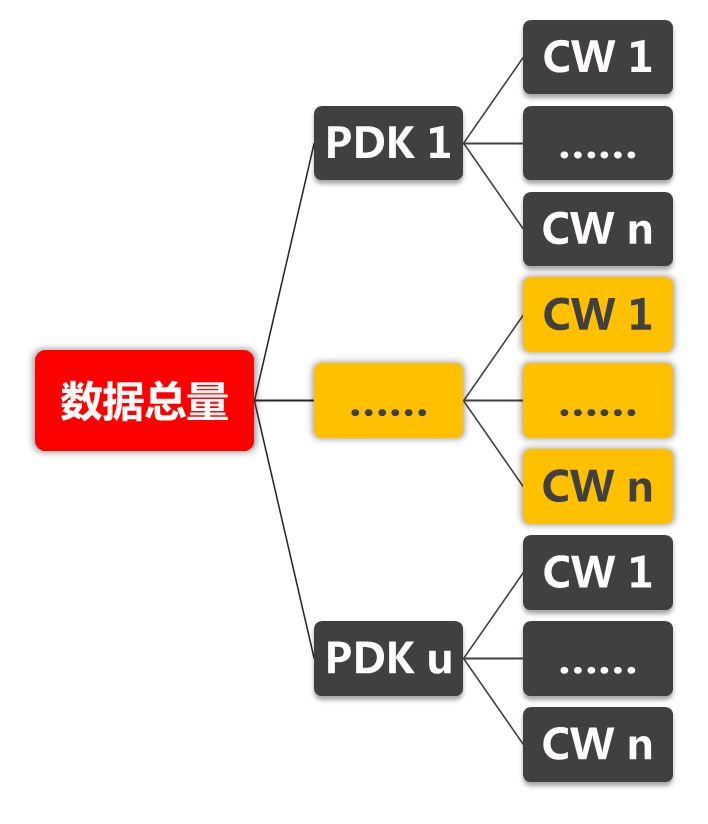 数据总量
PDK 1
CW 1
......
CW n
......
CW 1
......
CW n
PDK u
CW 1
......
CW n